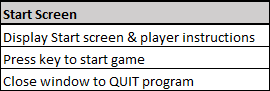 Start Screen
Display Start screen & player instructions
Press key to start game
Close window to QUIT program